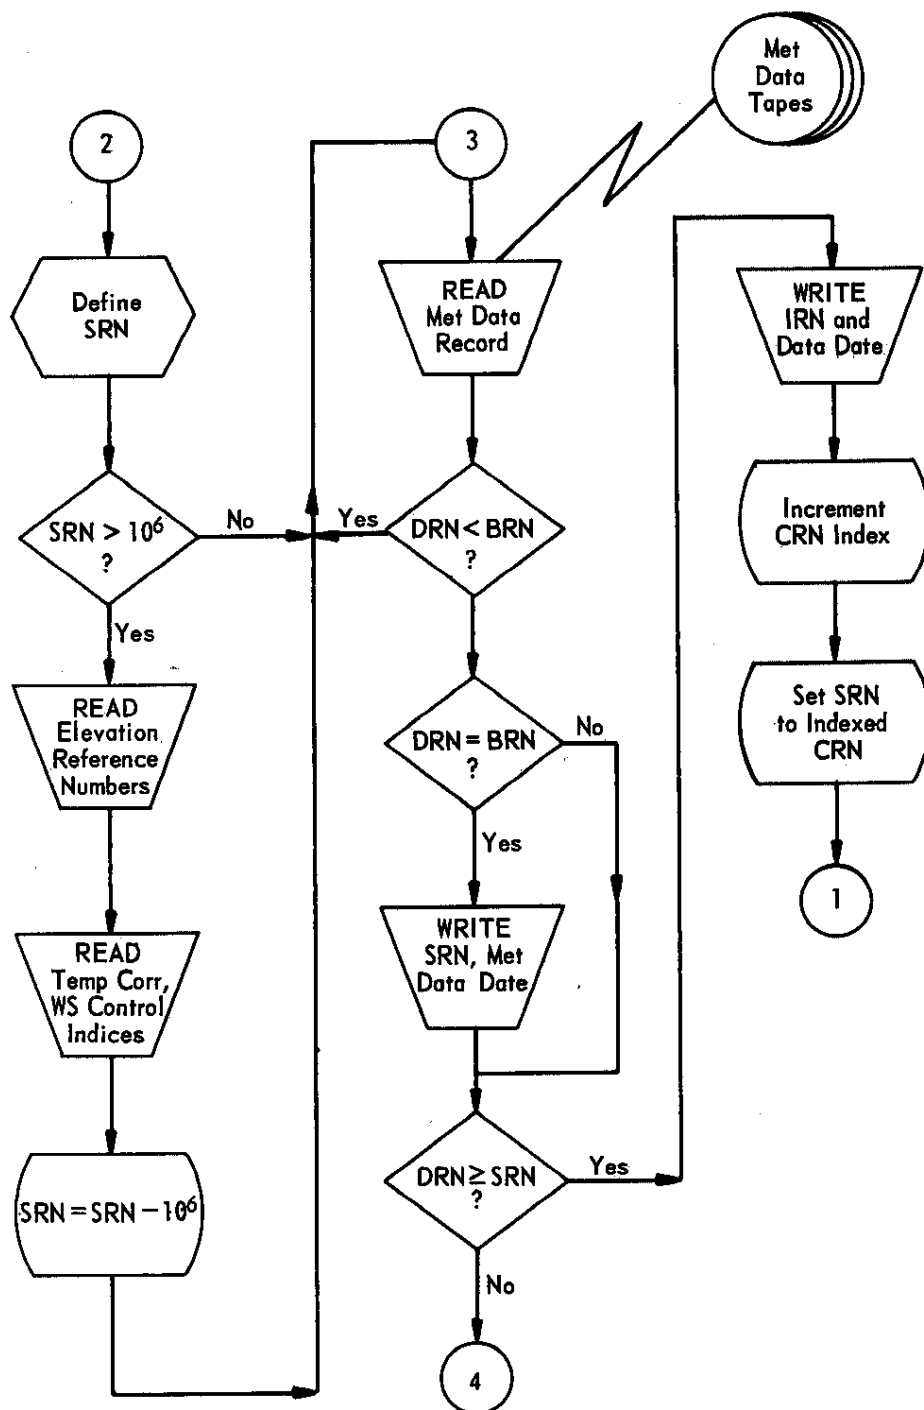 2
Define
SRN
SRN > 10⁶
?
No
Yes
READ
Elevation
Reference
Numbers
READ
Temp Corr,
WS Control
Indices
SRN = SRN − 10⁶
3
Met
Data
Tapes
READ
Met Data
Record
Yes
DRN < BRN
?
DRN = BRN
?
No
Yes
WRITE
SRN, Met
Data Date
DRN ≧ SRN
?
Yes
No
4
WRITE
IRN and
Data Date
Increment
CRN Index
Set SRN
to Indexed
CRN
1